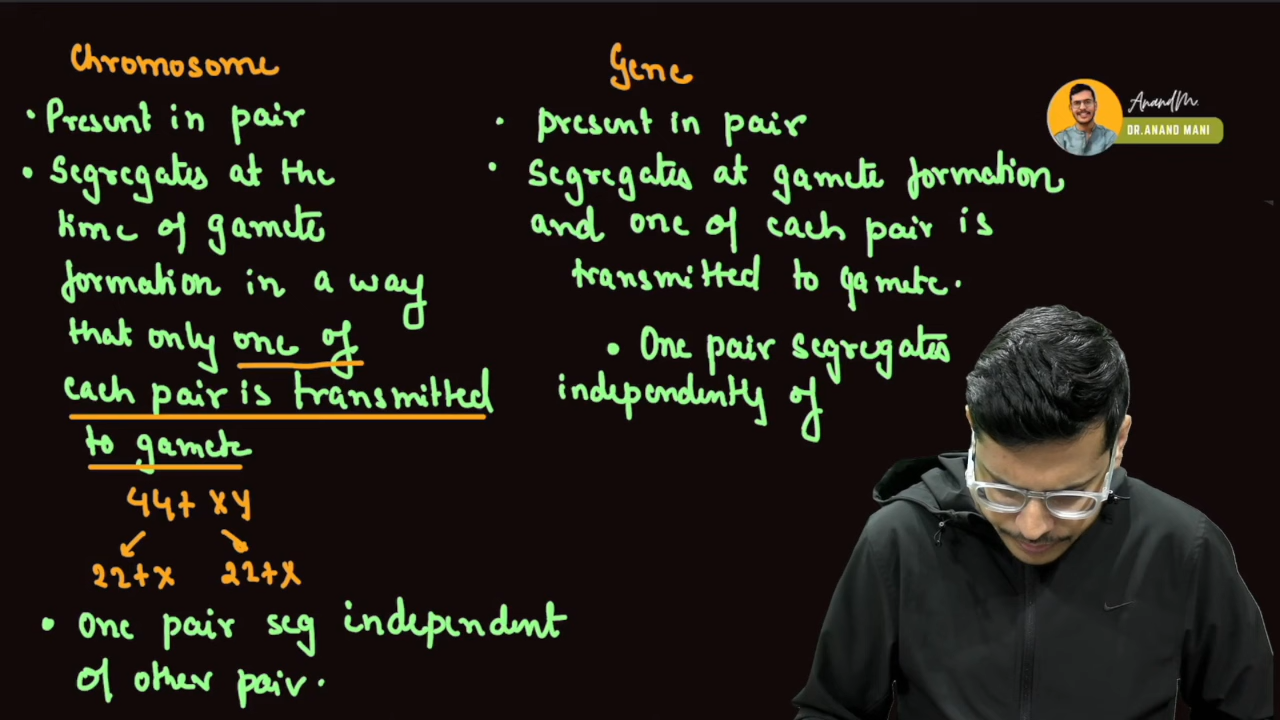 Chromosome
• Present in pair
• Segregates at the
time of gamete
formation in a way
that only one of
each pair is transmitted
to gamete
44+ XY
22+X 22+X
• One pair seg independent
of other pair.
Gene
• present in pair
• Segregates at gamete formation
and one of each pair is
transmitted to gamete.
• One pair segregates
independently of
AnandM.
DR.ANAND MANI